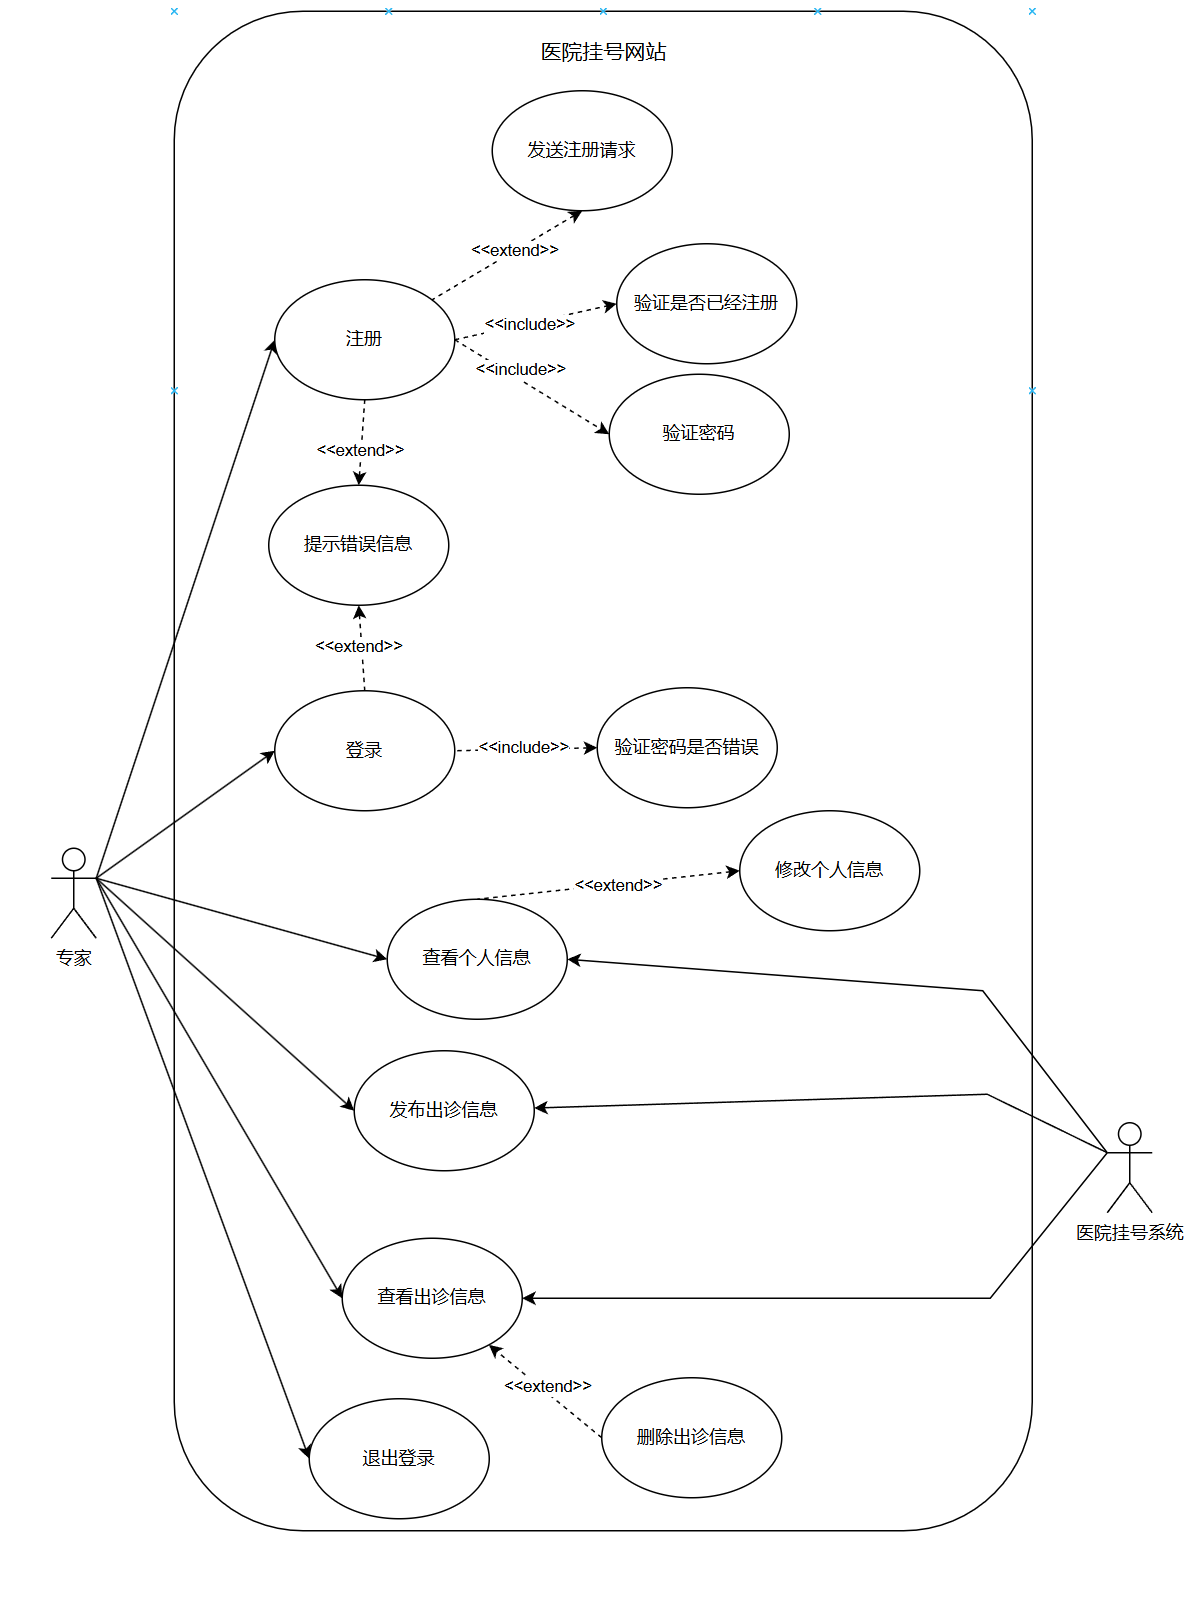 医院挂号网站
发送注册请求
<<extend>>
验证是否已经注册
<<include>>
注册
<<include>>
验证密码
<<extend>>
提示错误信息
<<extend>>
登录
<<include>>
验证密码是否错误
修改个人信息
<<extend>>
专家
查看个人信息
发布出诊信息
医院挂号系统
查看出诊信息
<<extend>>
删除出诊信息
退出登录